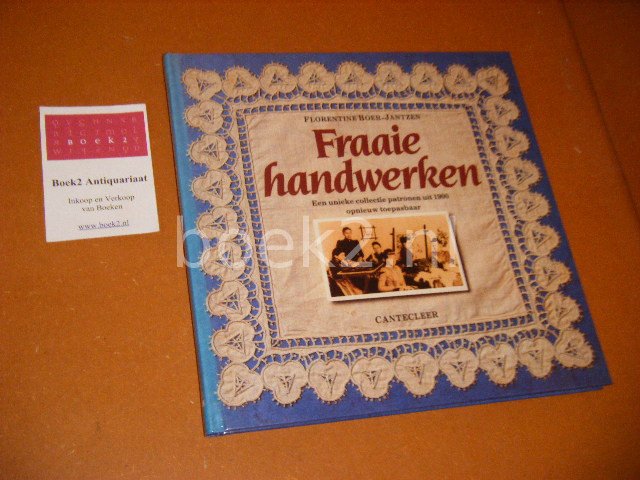 boek2
Boek2 Antiquariaat
Inkoop en Verkoop
van Boeken
www.boek2.nl
FLORENTINE BOER-JANTZEN
Fraaie
handwerken
Een unieke collectie patronen uit 1900
opnieuw toepasbaar
CANTECLEER
boek2.nl